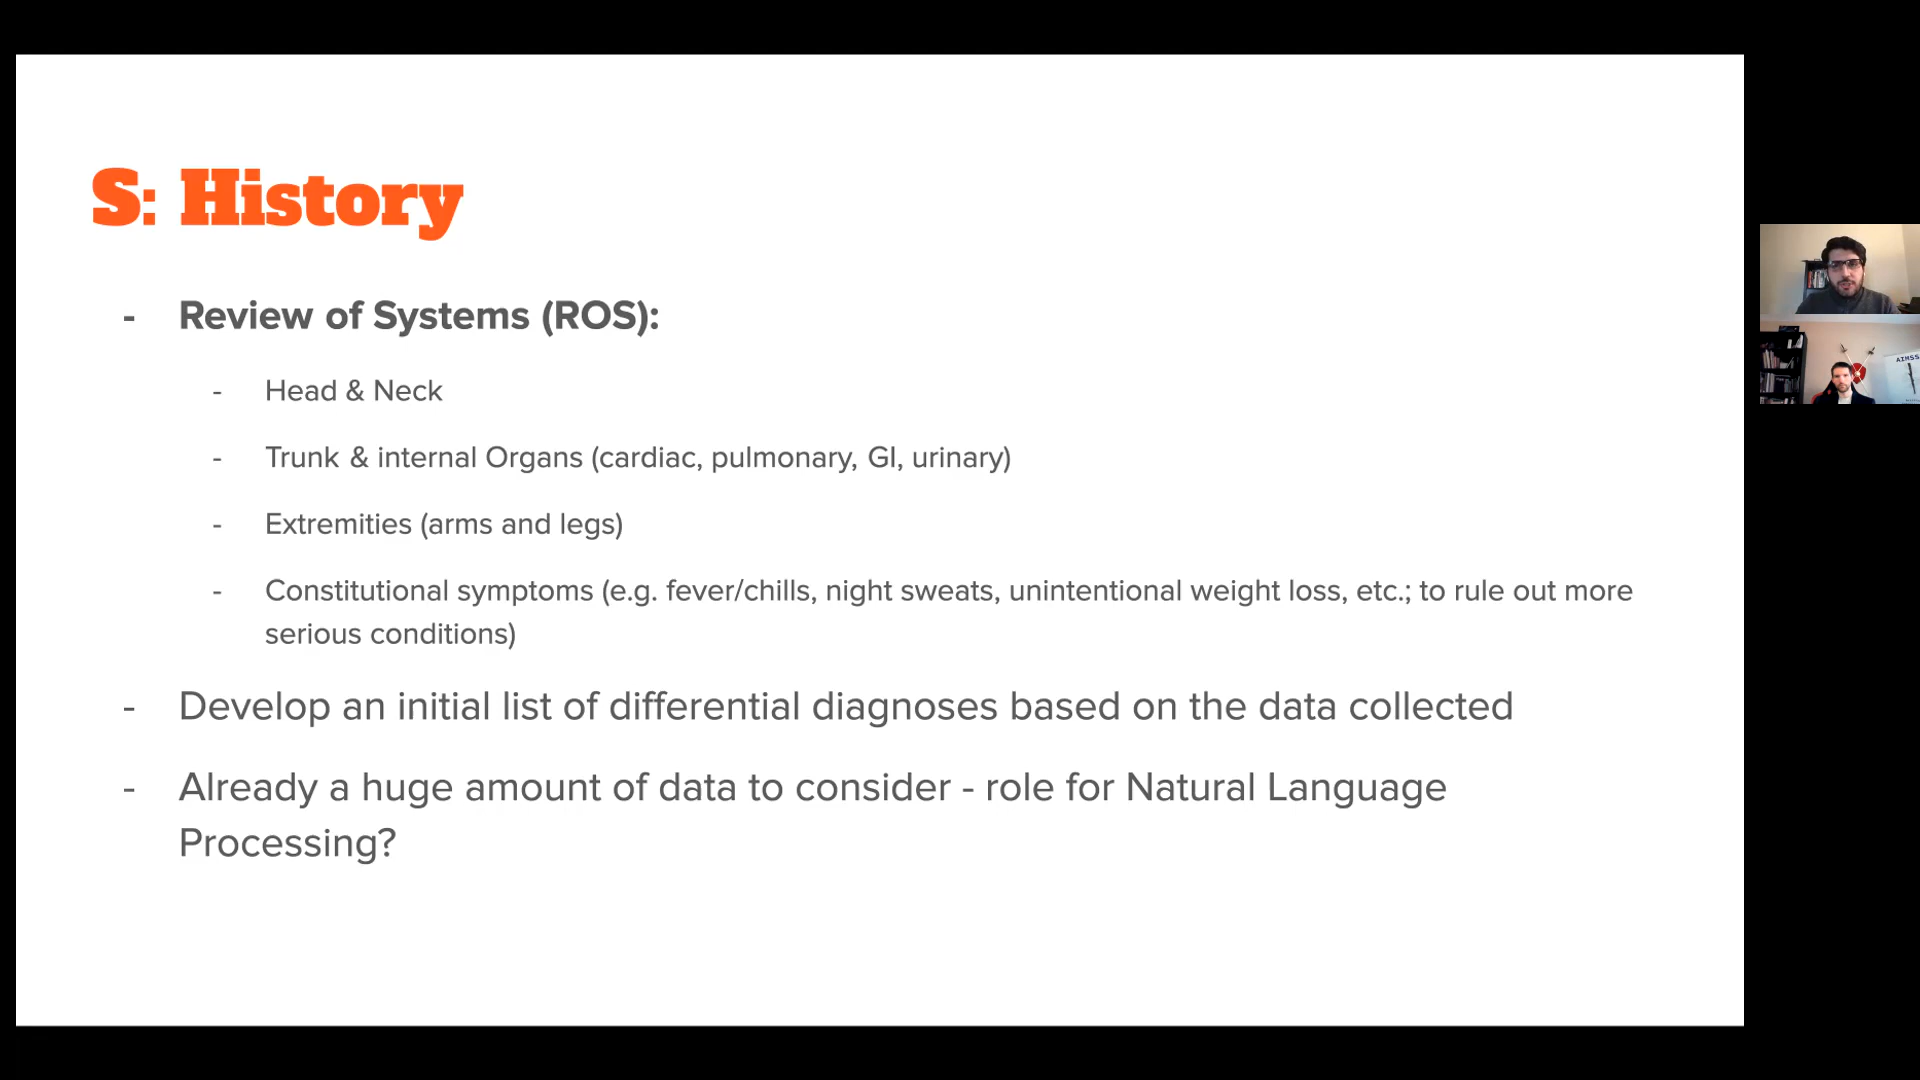 S: History
- Review of Systems (ROS):
- Head & Neck
- Trunk & internal Organs (cardiac, pulmonary, GI, urinary)
- Extremities (arms and legs)
- Constitutional symptoms (e.g. fever/chills, night sweats, unintentional weight loss, etc.; to rule out more
serious conditions)
- Develop an initial list of differential diagnoses based on the data collected
- Already a huge amount of data to consider - role for Natural Language
Processing?
AIMSS